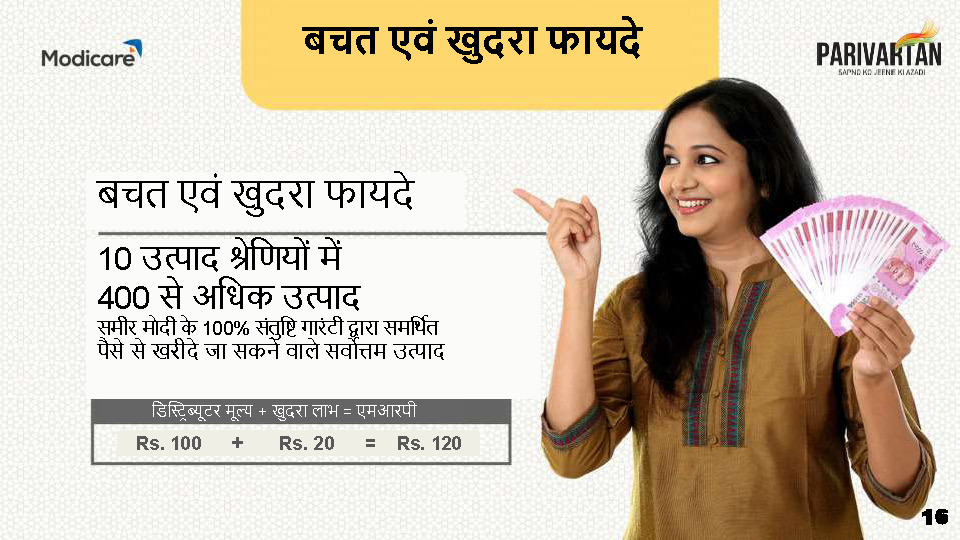 बचत एवं खुदरा फायदे
Modicare
PARIVARTAN
SAPNO KO JEENE KI AZADI
बचत एवं खुदरा फायदे
10 उत्पाद श्रेणियों में
400 से अधिक उत्पाद
समीर मोदी के 100% संतुष्टि गारंटी द्वारा समर्थित
पैसे से खरीदे जा सकने वाले सर्वोत्तम उत्पाद
डिस्ट्रिब्यूटर मूल्य + खुदरा लाभ = एमआरपी
Rs. 100 + Rs. 20 = Rs. 120
16